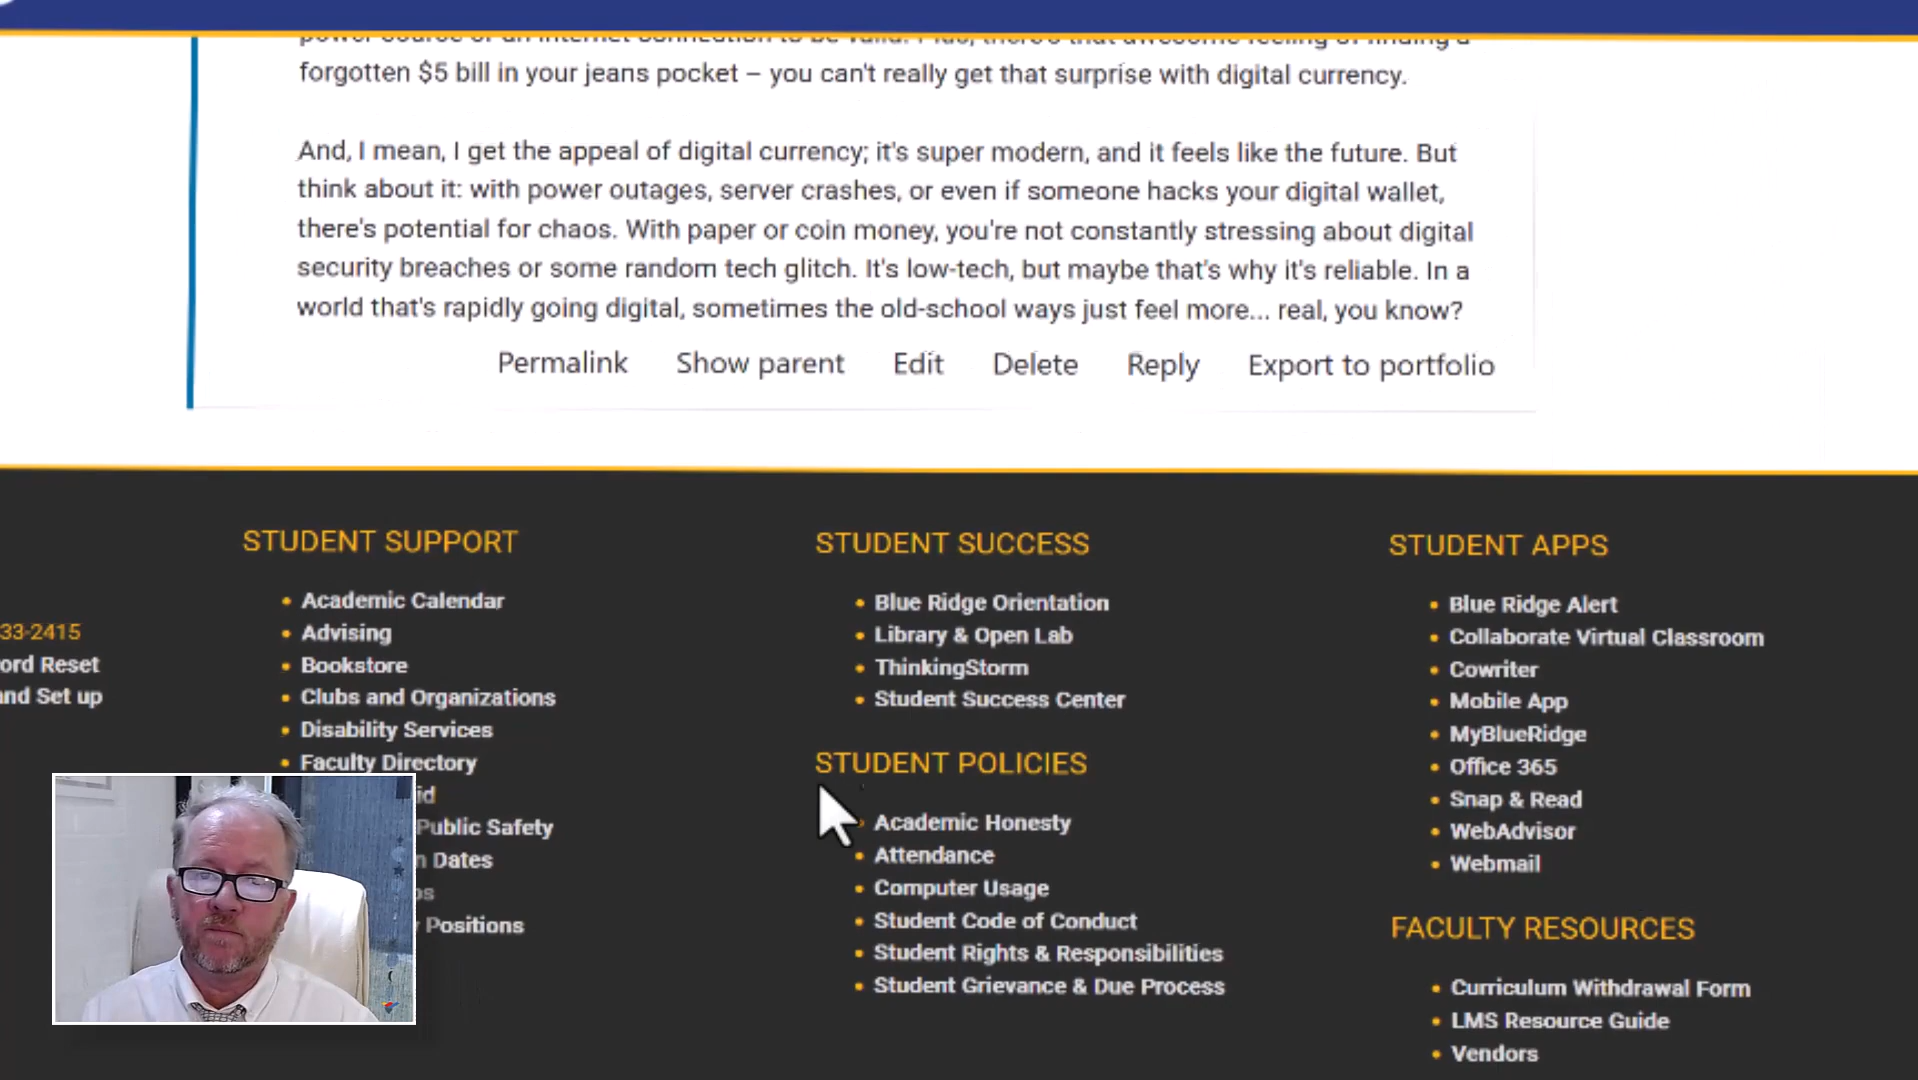 forgotten $5 bill in your jeans pocket – you can't really get that surprise with digital currency.
And, I mean, I get the appeal of digital currency; it's super modern, and it feels like the future. But
think about it: with power outages, server crashes, or even if someone hacks your digital wallet,
there's potential for chaos. With paper or coin money, you're not constantly stressing about digital
security breaches or some random tech glitch. It's low-tech, but maybe that's why it's reliable. In a
world that's rapidly going digital, sometimes the old-school ways just feel more... real, you know?
Permalink Show parent Edit Delete Reply Export to portfolio
33-2415
ord Reset
nd Set up
STUDENT SUPPORT
Academic Calendar
Advising
Bookstore
Clubs and Organizations
Disability Services
Faculty Directory
id
Public Safety
n Dates
ps
Positions
STUDENT SUCCESS
Blue Ridge Orientation
Library & Open Lab
ThinkingStorm
Student Success Center
STUDENT POLICIES
Academic Honesty
Attendance
Computer Usage
Student Code of Conduct
Student Rights & Responsibilities
Student Grievance & Due Process
STUDENT APPS
Blue Ridge Alert
Collaborate Virtual Classroom
Cowriter
Mobile App
MyBlueRidge
Office 365
Snap & Read
WebAdvisor
Webmail
FACULTY RESOURCES
Curriculum Withdrawal Form
LMS Resource Guide
Vendors